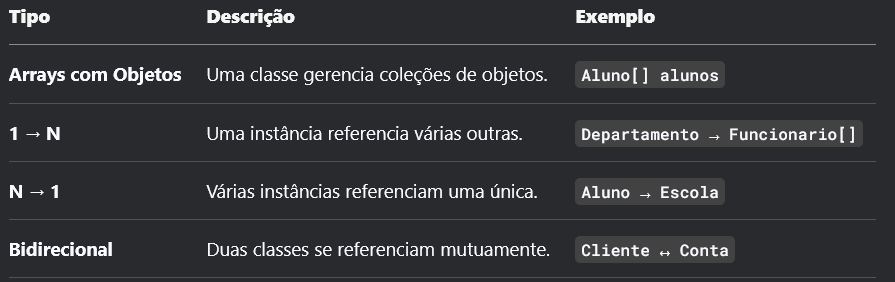 Tipo Descrição Exemplo
Arrays com Objetos Uma classe gerencia coleções de objetos. Aluno[] alunos
1 → N Uma instância referencia várias outras. Departamento → Funcionario[]
N → 1 Várias instâncias referenciam uma única. Aluno → Escola
Bidirecional Duas classes se referenciam mutuamente. Cliente ↔ Conta